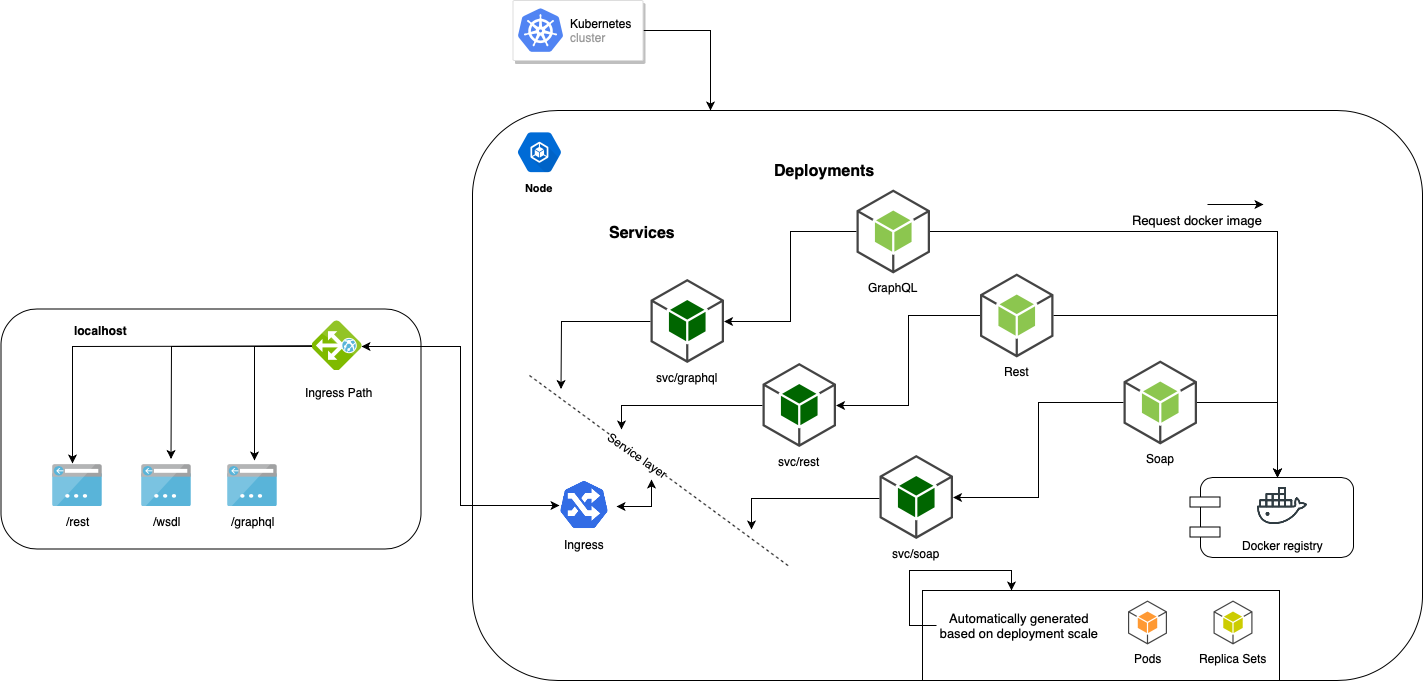 Kubernetes
cluster
Node
Deployments
Request docker image
Services
GraphQL
localhost
svc/graphql
Rest
Ingress Path
Service layer
svc/rest
Soap
/rest
/wsdl
/graphql
Ingress
svc/soap
Docker registry
Automatically generated
based on deployment scale
Pods
Replica Sets